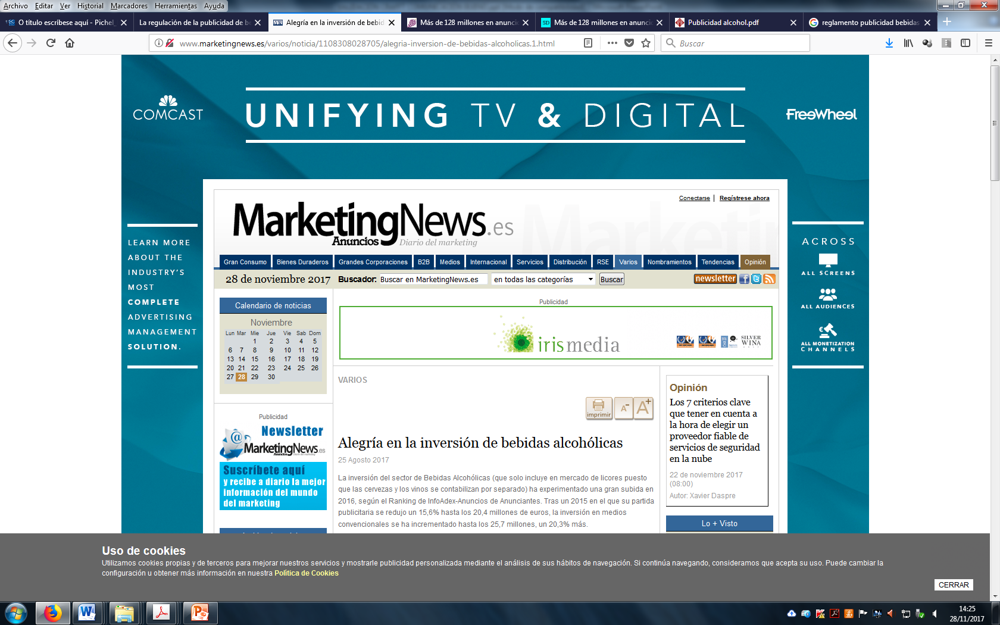 Archivo Editar Ver Historial Marcadores Herramientas Ayuda
O título escríbese aquí - Pichel_
La regulación de la publicidad de b
Alegría en la inversión de bebid
Más de 128 millones en anuncio
Más de 128 millones en anuncio
Publicidad alcohol.pdf
reglamento publicidad bebidas
www.marketingnews.es/varios/noticia/1108308028705/alegria-inversion-de-bebidas-alcoholicas.1.html
Buscar
COMCAST
UNIFYING TV & DIGITAL
FreeWheel
LEARN MORE
ABOUT THE
INDUSTRY'S
MOST
COMPLETE
ADVERTISING
MANAGEMENT
SOLUTION.
ACROSS
ALL SCREENS
ALL AUDIENCES
ALL MONETIZATION
CHANNELS
Conectarse | Regístrese ahora
MarketingNews.es
Anuncios Diario del marketing
Gran Consumo Bienes Duraderos Grandes Corporaciones B2B Medios Internacional Servicios Distribución RSE Varios Nombramientos Tendencias Opinión
28 de noviembre 2017 Buscador: Buscar en MarketingNews.es en todas las categorías Buscar newsletter
Calendario de noticias
Noviembre
Lun Mar Mie Jue Vie Sab Dom
1 2 3 4 5
6 7 8 9 10 11 12
13 14 15 16 17 18 19
20 21 22 23 24 25 26
27 28 29 30
Publicidad
Newsletter
MarketingNews.es
Anuncios
Suscríbete aquí
y recibe a diario la mejor
información del mundo
del marketing
Publicidad
irismedia
SILVER
WINA
VARIOS
imprimir A- A+
Alegría en la inversión de bebidas alcohólicas
25 Agosto 2017
La inversión del sector de Bebidas Alcohólicas (que solo incluye en mercado de licores puesto
que las cervezas y los vinos se contabilizan por separado) ha experimentado una gran subida en
2016, según el Ranking de InfoAdex-Anuncios de Anunciantes. Tras un 2015 en el que su partida
publicitaria se redujo un 15,6% hasta los 20,4 millones de euros, la inversión en medios
convencionales se ha incrementado hasta los 25,7 millones, un 20,3% más.
Opinión
Los 7 criterios clave
que tener en cuenta a
la hora de elegir un
proveedor fiable de
servicios de seguridad
en la nube
22 de noviembre 2017
(08:00)
Autor: Xavier Daspre
Lo + Visto
Uso de cookies
Utilizamos cookies propias y de terceros para mejorar nuestros servicios y mostrarle publicidad personalizada mediante el análisis de sus hábitos de navegación. Si continúa navegando, consideramos que acepta su uso. Puede cambiar la
configuración u obtener más información en nuestra Política de Cookies
CERRAR
14:25
28/11/2017